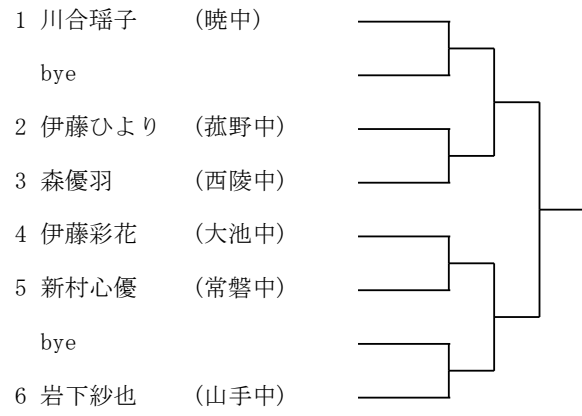 1 川合瑶子 (暁中)
bye
2 伊藤ひより (菰野中)
3 森優羽 (西陵中)
4 伊藤彩花 (大池中)
5 新村心優 (常磐中)
bye
6 岩下紗也 (山手中)